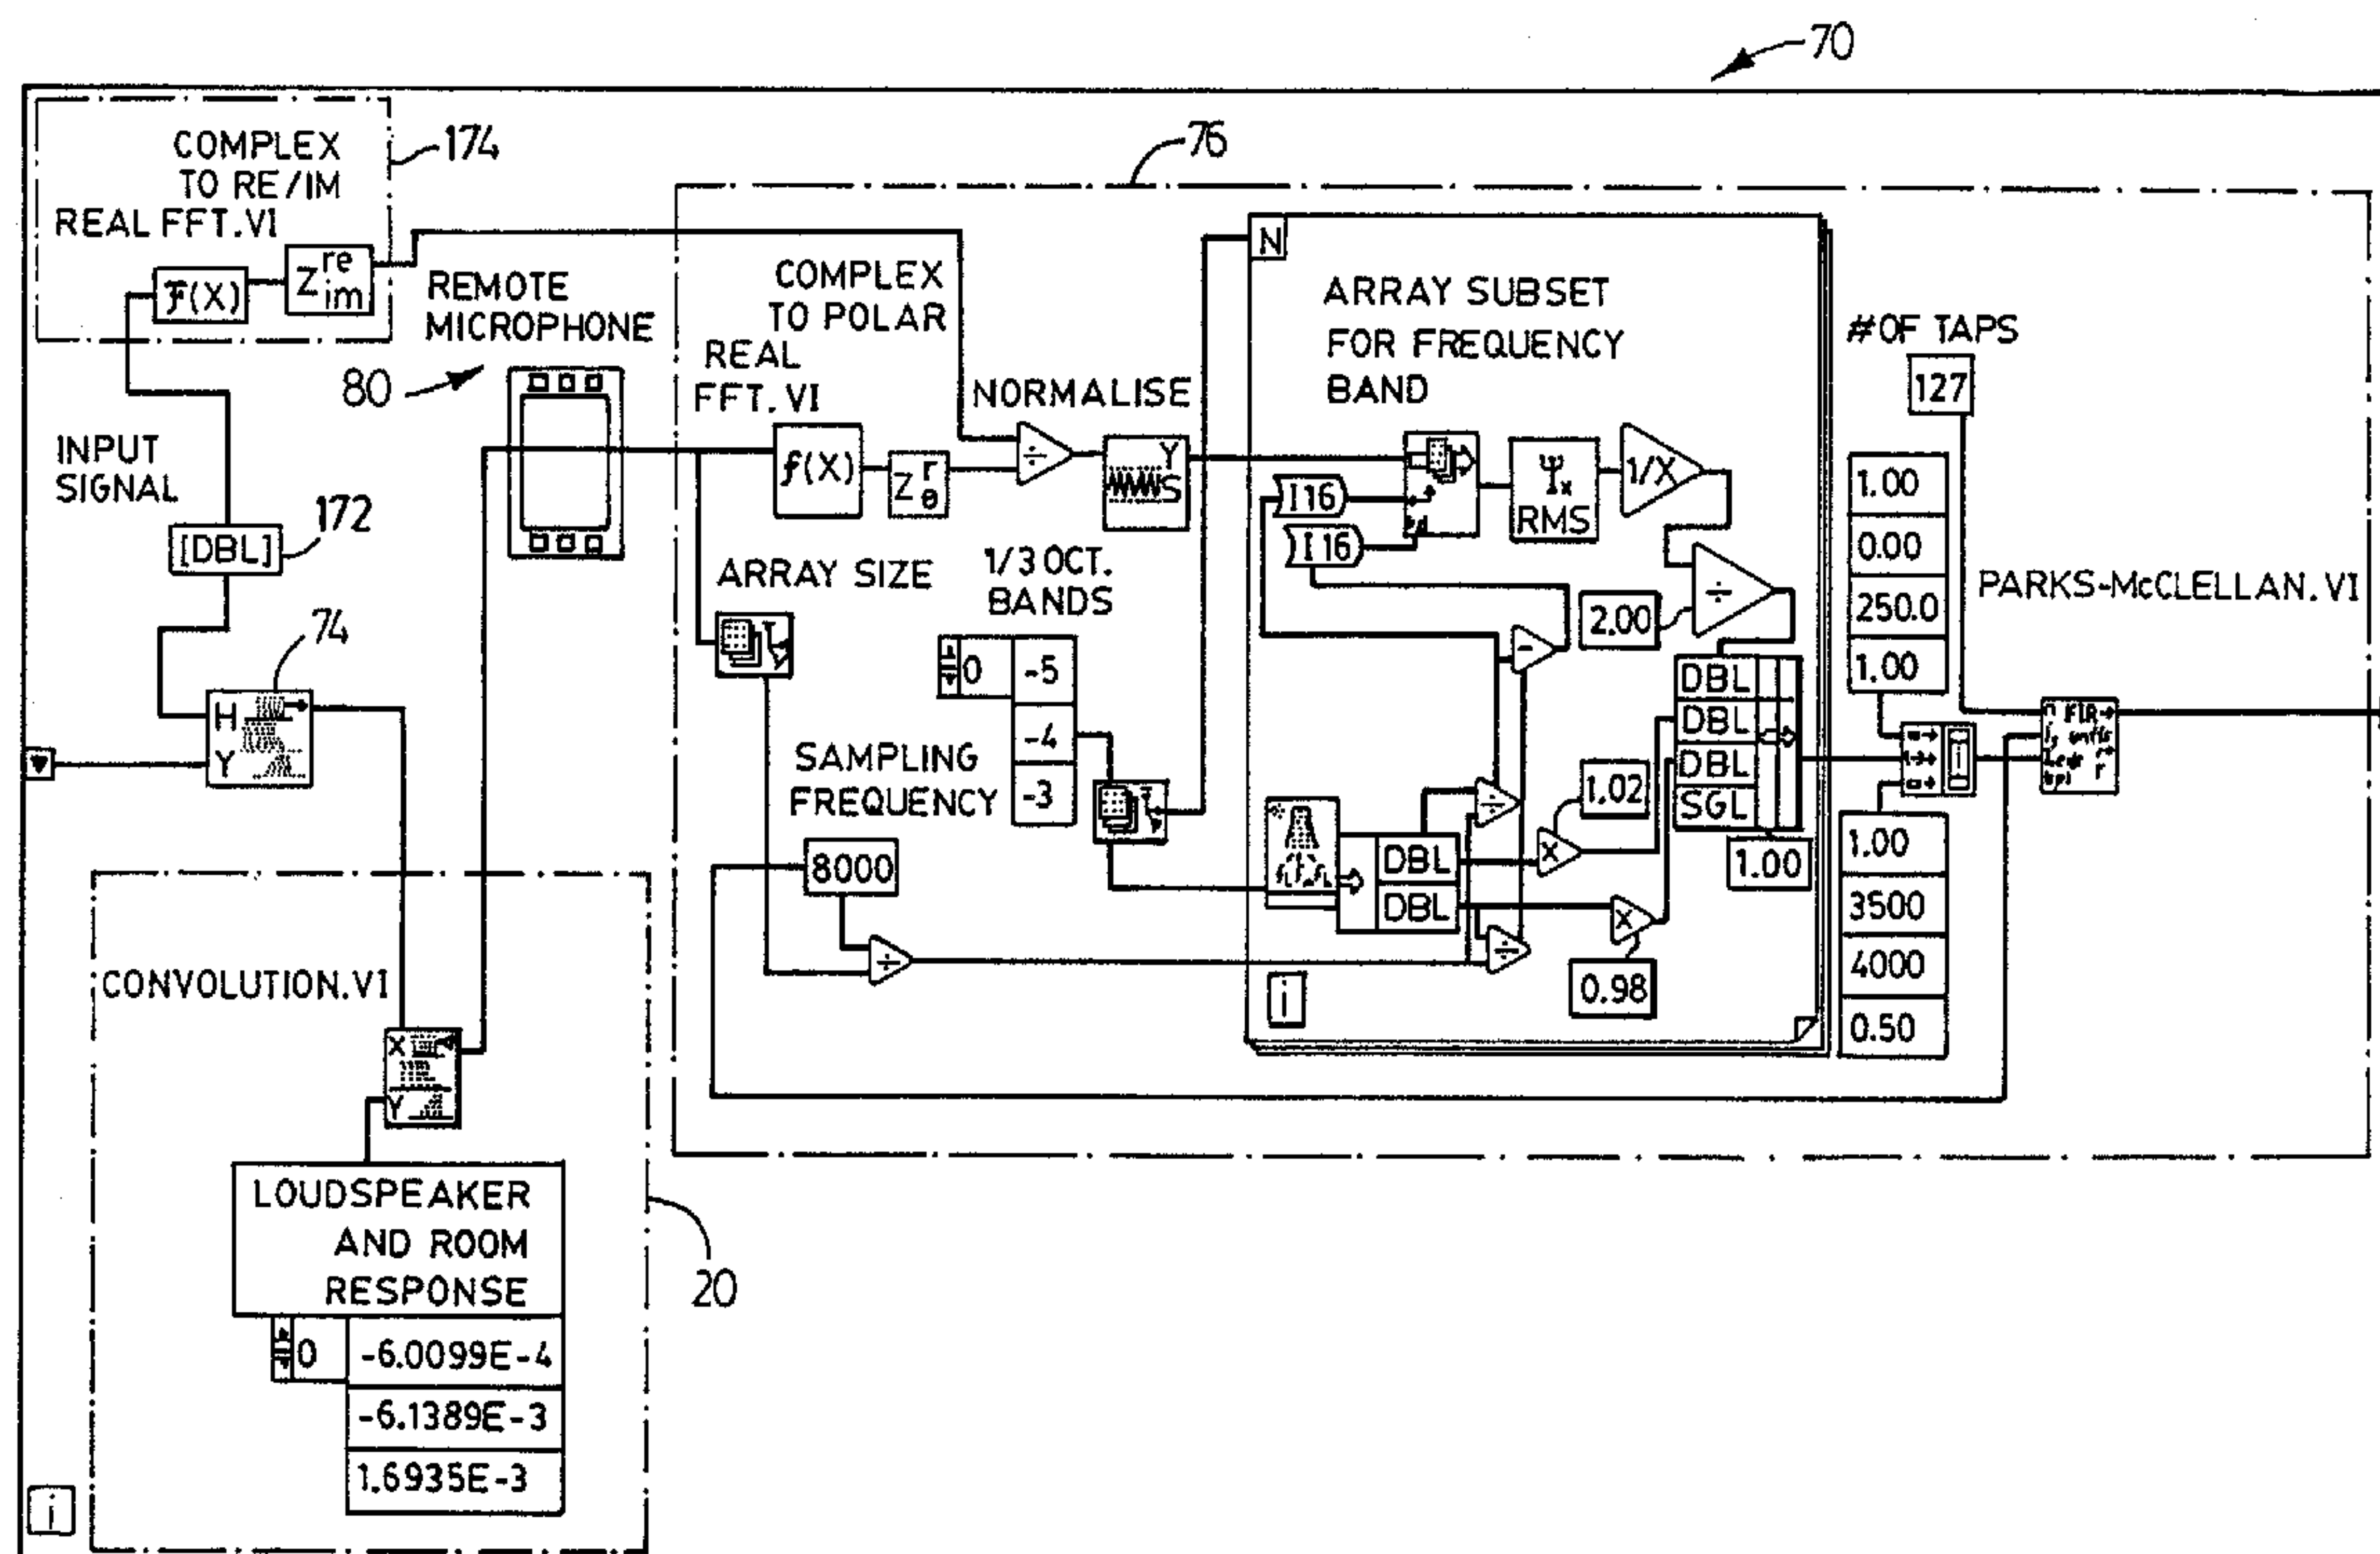 70
COMPLEX
TO RE/IM
REAL FFT.VI
174
F(X)
Z re im
76
REMOTE
MICROPHONE
80
COMPLEX
TO POLAR
REAL
FFT.VI
f(X)
Z r θ
NORMALISE
÷
Y
S
N
ARRAY SUBSET
FOR FREQUENCY
BAND
I16
I16
Ψx
RMS
1/X
÷
2.00
# OF TAPS
127
1.00
0.00
250.0
1.00
PARKS-McCLELLAN.VI
INPUT
SIGNAL
[DBL]
172
74
H
Y
ARRAY SIZE
1/3 OCT.
BANDS
0
-5
-4
-3
SAMPLING
FREQUENCY
8000
÷
-
÷
÷
DBL
DBL
X
1.02
X
0.98
DBL
DBL
DBL
SGL
1.00
i
i
FIR
r
1.00
3500
4000
0.50
CONVOLUTION.VI
X
Y
LOUDSPEAKER
AND ROOM
RESPONSE
0
-6.0099E-4
-6.1389E-3
1.6935E-3
20
i